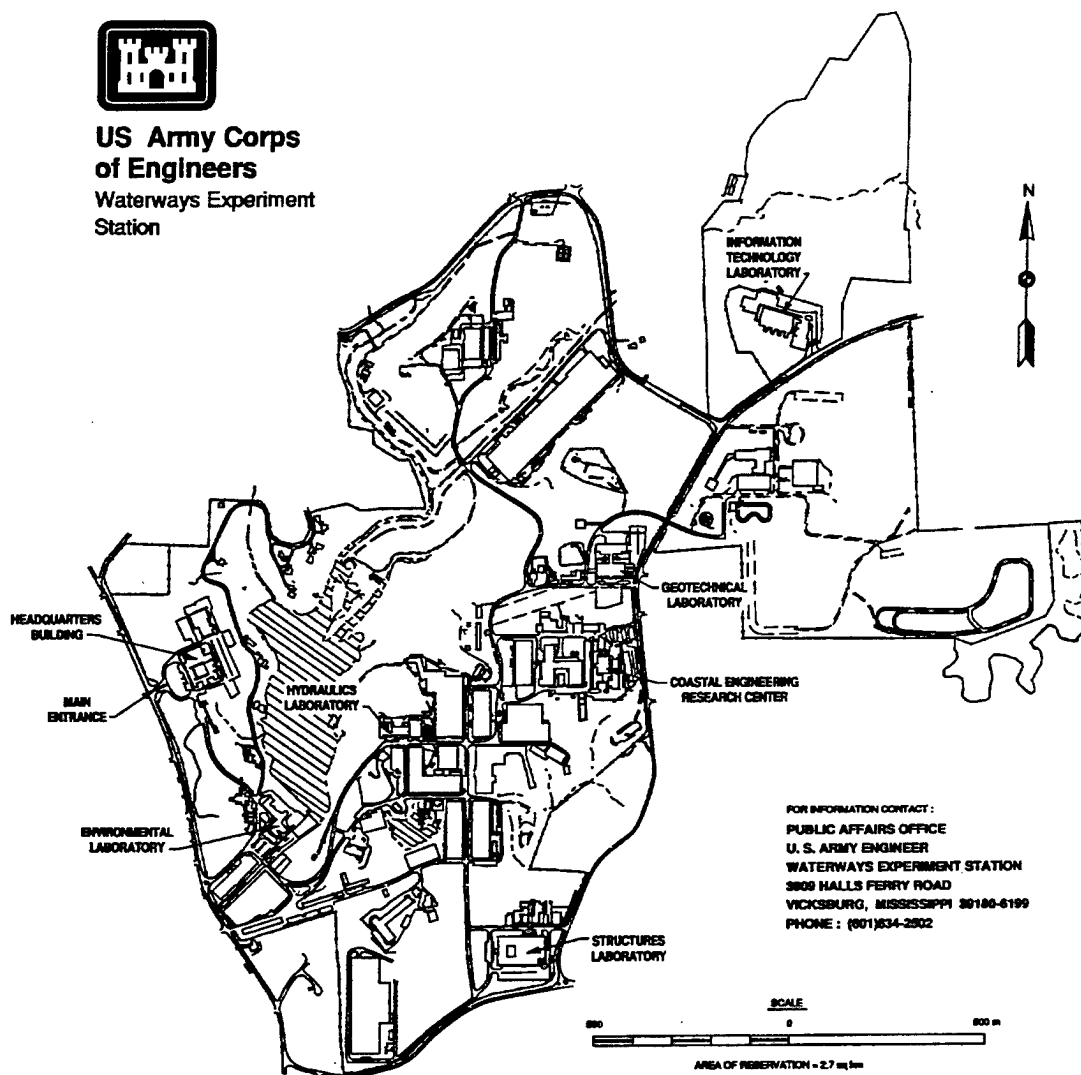 US Army Corps
of Engineers
Waterways Experiment
Station
N
INFORMATION
TECHNOLOGY
LABORATORY
GEOTECHNICAL
LABORATORY
HEADQUARTERS
BUILDING
MAIN
ENTRANCE
HYDRAULICS
LABORATORY
COASTAL ENGINEERING
RESEARCH CENTER
ENVIRONMENTAL
LABORATORY
FOR INFORMATION CONTACT :
PUBLIC AFFAIRS OFFICE
U. S. ARMY ENGINEER
WATERWAYS EXPERIMENT STATION
3909 HALLS FERRY ROAD
VICKSBURG, MISSISSIPPI 39180-6199
PHONE : (601)634-2502
STRUCTURES
LABORATORY
SCALE
500 0 500 m
AREA OF RESERVATION = 2.7 sq km